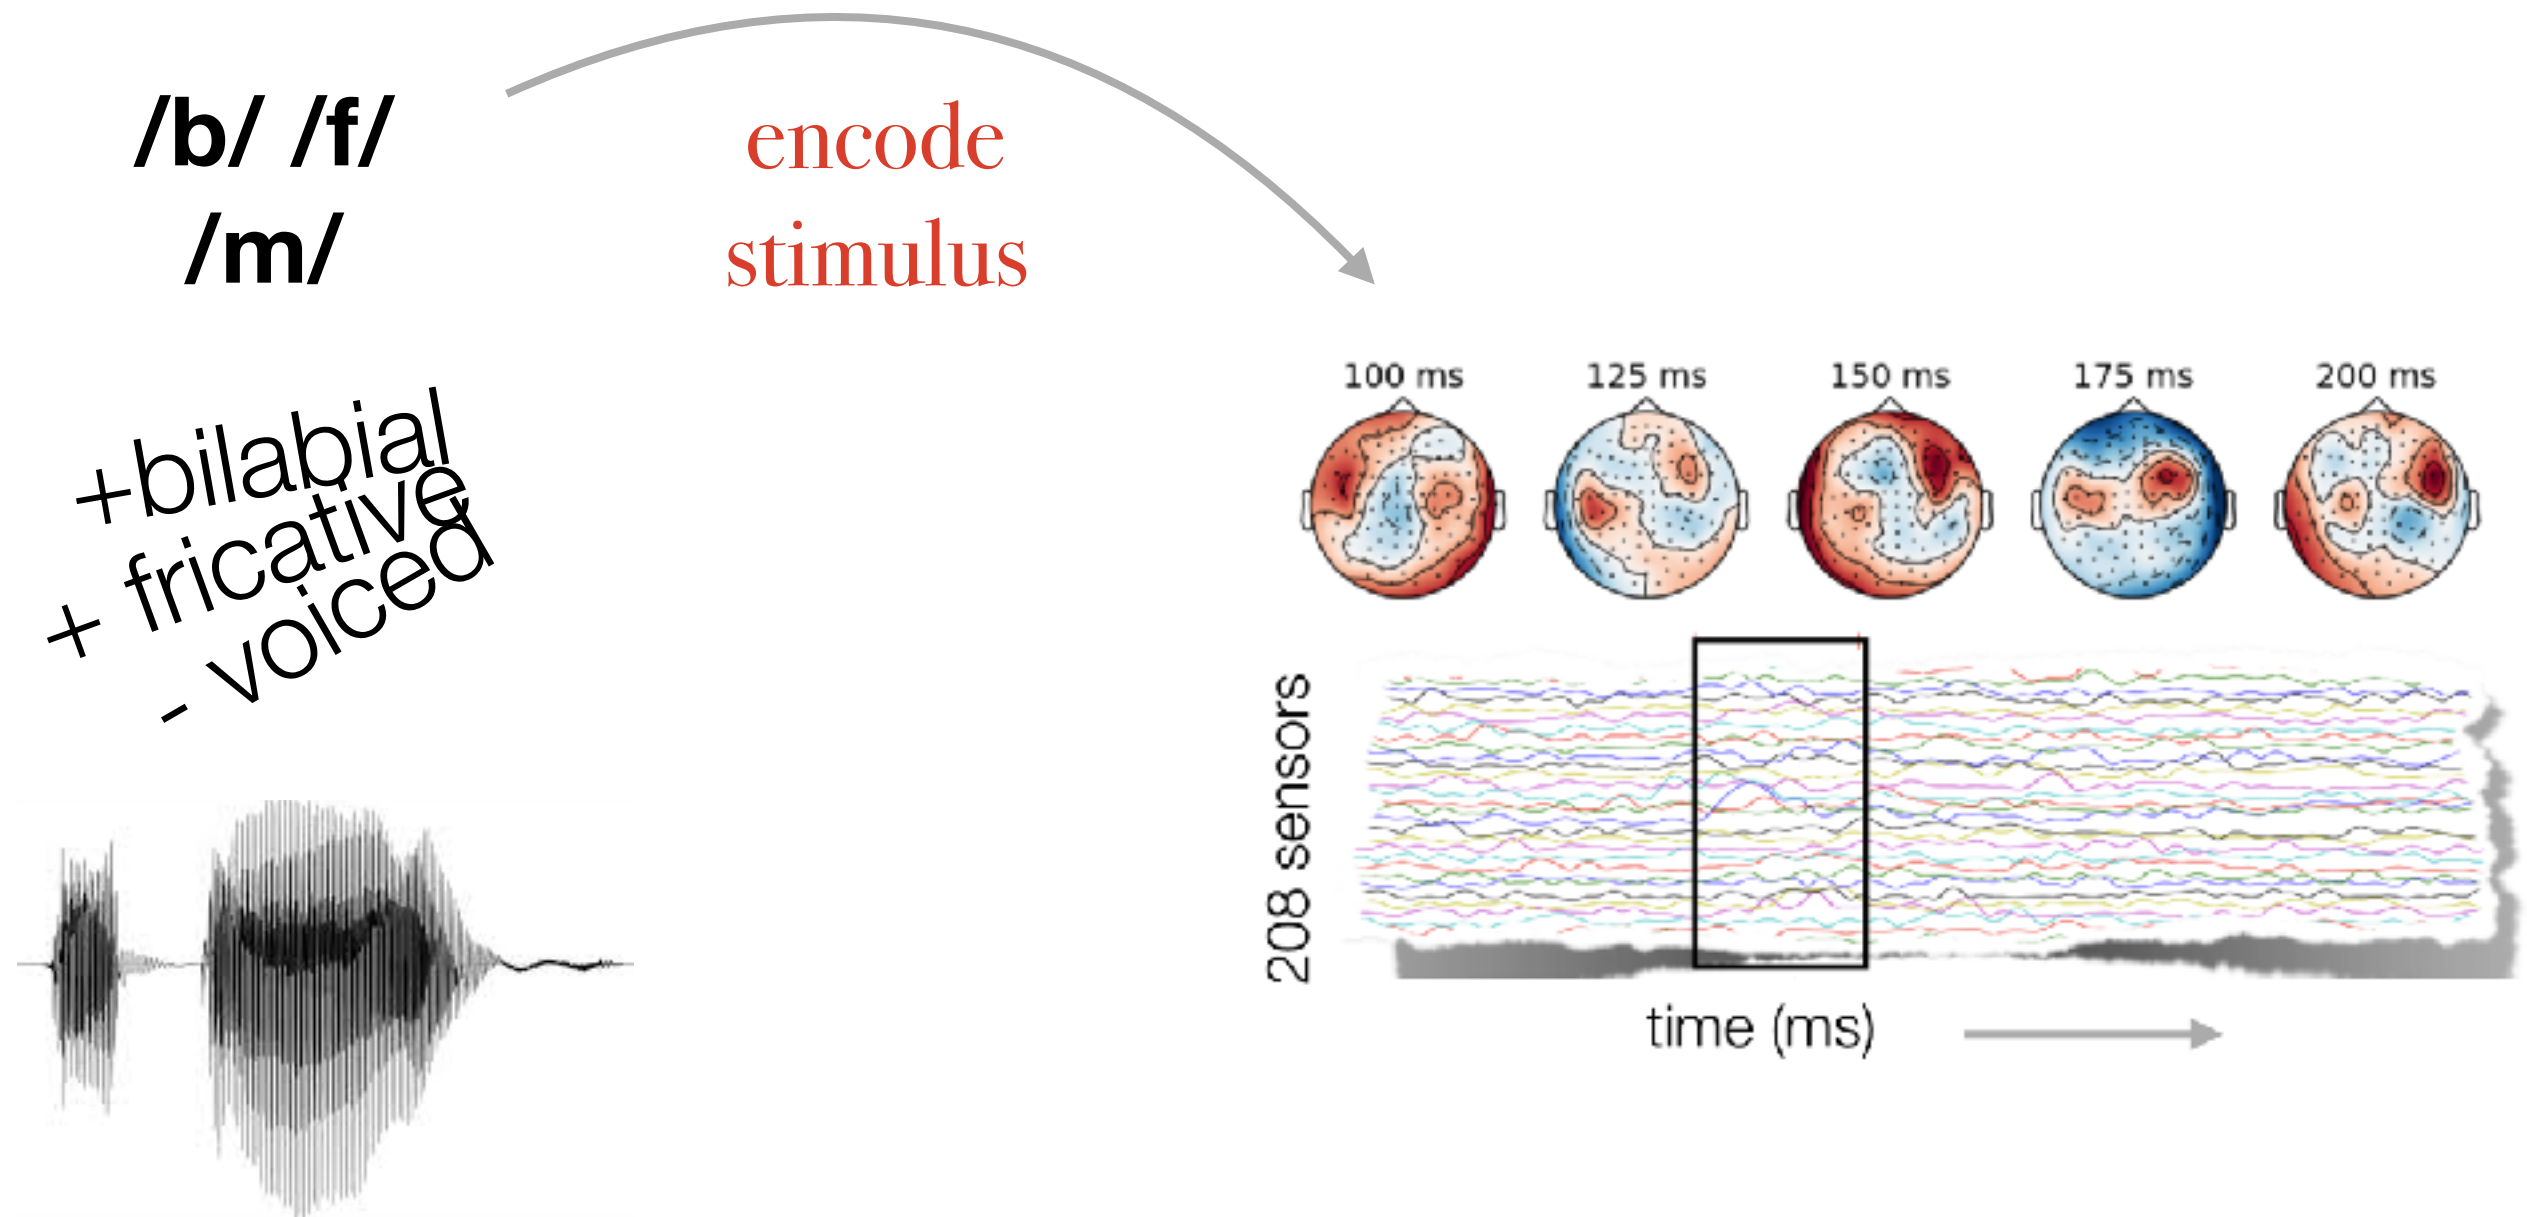 /b/ /f/
/m/
encode
stimulus
+bilabial
+ fricative
- voiced
100 ms
125 ms
150 ms
175 ms
200 ms
208 sensors
time (ms)